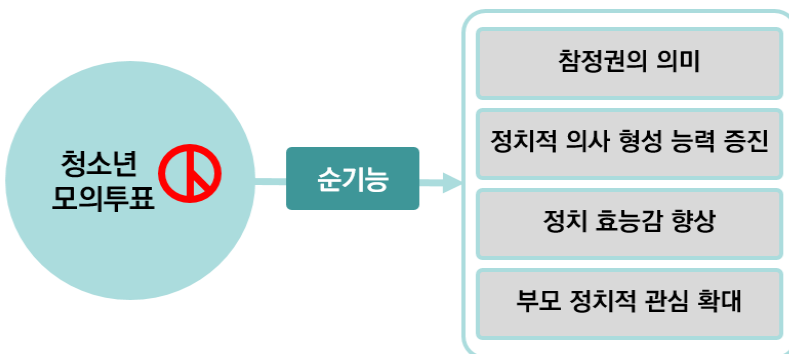 청소년
모의투표
순기능
참정권의 의미
정치적 의사 형성 능력 증진
정치 효능감 향상
부모 정치적 관심 확대